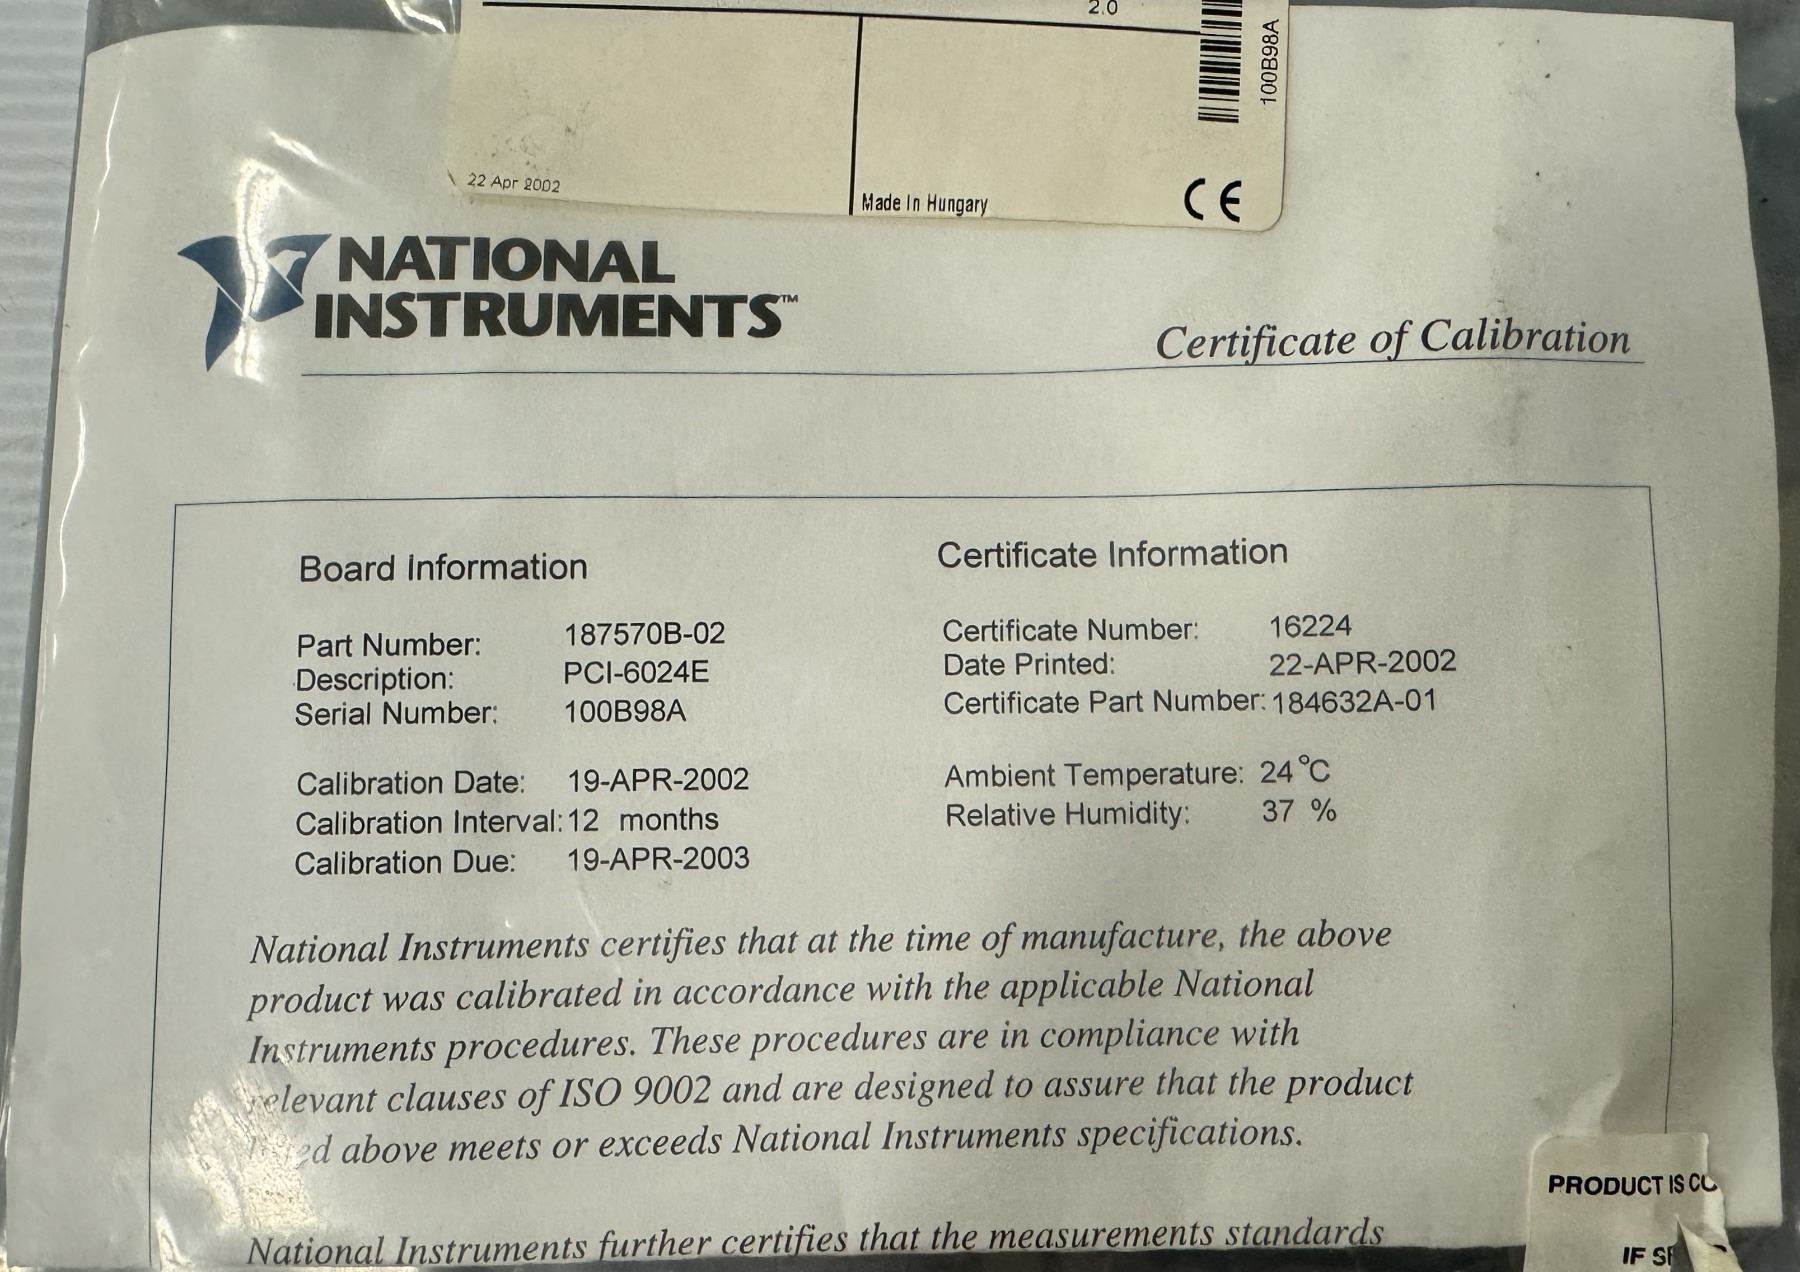 2.0
100B98A
22 Apr 2002
Made In Hungary
CE
NATIONAL
INSTRUMENTS™
Certificate of Calibration
Board Information
Part Number: 187570B-02
Description: PCI-6024E
Serial Number: 100B98A
Calibration Date: 19-APR-2002
Calibration Interval: 12 months
Calibration Due: 19-APR-2003
Certificate Information
Certificate Number: 16224
Date Printed: 22-APR-2002
Certificate Part Number: 184632A-01
Ambient Temperature: 24 °C
Relative Humidity: 37 %
National Instruments certifies that at the time of manufacture, the above
product was calibrated in accordance with the applicable National
Instruments procedures. These procedures are in compliance with
relevant clauses of ISO 9002 and are designed to assure that the product
above meets or exceeds National Instruments specifications.
National Instruments further certifies that the measurements standards
PRODUCT IS
IF